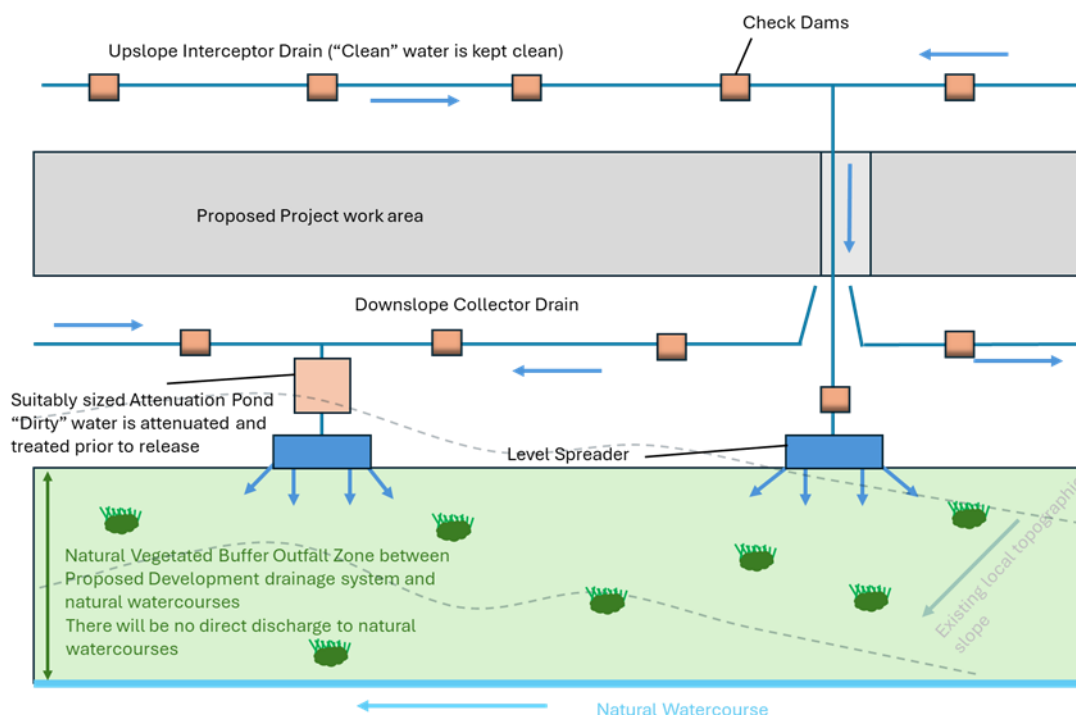 Check Dams
Upslope Interceptor Drain (“Clean” water is kept clean)
Proposed Project work area
Downslope Collector Drain
Suitably sized Attenuation Pond
“Dirty” water is attenuated and
treated prior to release
Level Spreader
Natural Vegetated Buffer Outfall Zone between
Proposed Development drainage system and
natural watercourses
There will be no direct discharge to natural
watercourses
Existing local topographic
slope
Natural Watercourse